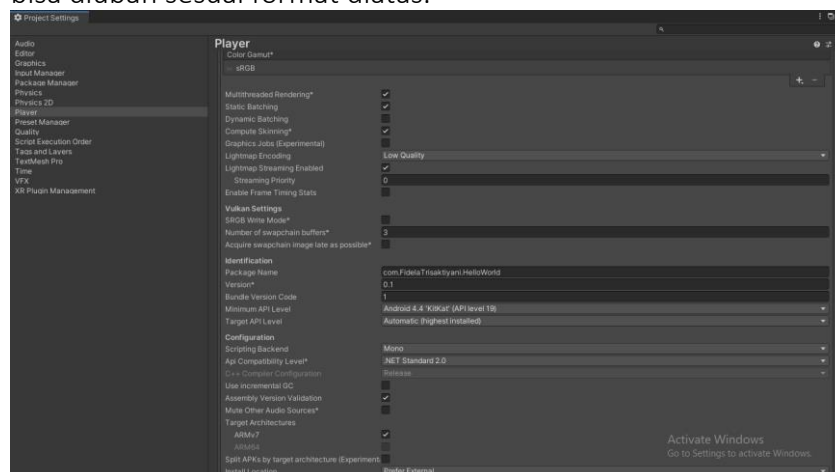 bisa diubah sesuai format diatas.
Project Settings
Audio
Editor
Graphics
Input Manager
Package Manager
Physics
Physics 2D
Player
Preset Manager
Quality
Script Execution Order
Tags and Layers
TextMesh Pro
Time
VFX
XR Plugin Management
Player
Color Gamut*
sRGB
Multithreaded Rendering*
Static Batching
Dynamic Batching
Compute Skinning*
Graphics Jobs (Experimental)
Lightmap Encoding Low Quality
Lightmap Streaming Enabled
Streaming Priority 0
Enable Frame Timing Stats
Vulkan Settings
SRGB Write Mode*
Number of swapchain buffers* 3
Acquire swapchain image late as possible*
Identification
Package Name com.FidelaTrisaktiyani.HelloWorld
Version* 0.1
Bundle Version Code 1
Minimum API Level Android 4.4 'KitKat' (API level 19)
Target API Level Automatic (highest installed)
Configuration
Scripting Backend Mono
Api Compatibility Level* .NET Standard 2.0
C++ Compiler Configuration Release
Use incremental GC
Assembly Version Validation
Mute Other Audio Sources*
Target Architectures
ARMv7
ARM64
Split APKs by target architecture (Experiment
Install Location Prefer External
Activate Windows
Go to Settings to activate Windows.